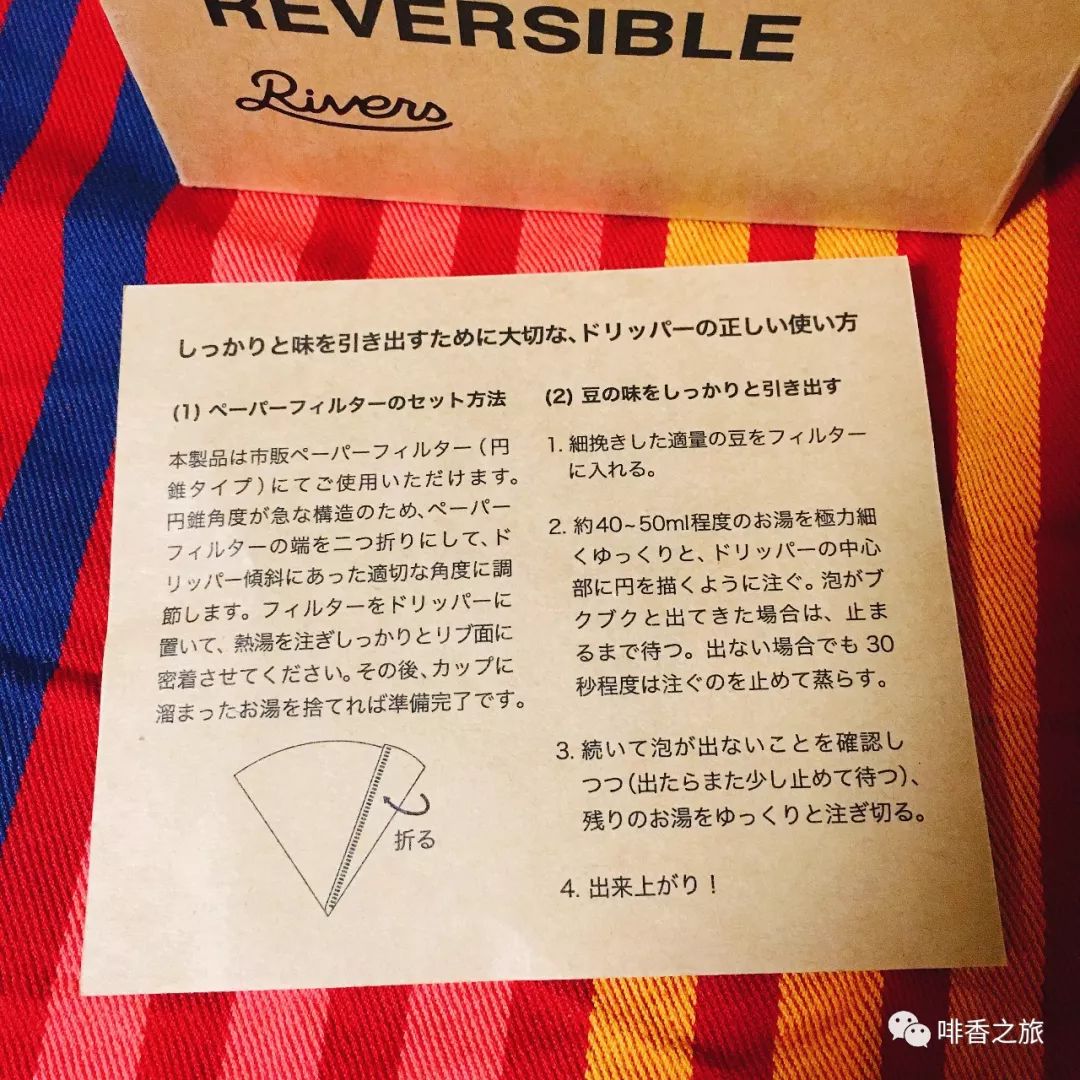 REVERSIBLE
Rivers
しっかりと味を引き出すために大切な、ドリッパーの正しい使い方
(1) ペーパーフィルターのセット方法
本製品は市販ペーパーフィルター（円
錐タイプ）にてご使用いただけます。
円錐角度が急な構造のため、ペーパー
フィルターの端を二つ折りにして、ド
リッパー傾斜にあった適切な角度に調
節します。フィルターをドリッパーに
置いて、熱湯を注ぎしっかりとリブ面に
密着させてください。その後、カップに
溜まったお湯を捨てれば準備完了です。
折る
(2) 豆の味をしっかりと引き出す
1. 細挽きした適量の豆をフィルター
に入れる。
2. 約40~50ml程度のお湯を極力細
くゆっくりと、ドリッパーの中心
部に円を描くように注ぐ。泡がブ
クブクと出てきた場合は、止ま
るまで待つ。出ない場合でも 30
秒程度は注ぐのを止めて蒸らす。
3. 続いて泡が出ないことを確認し
つつ（出たらまた少し止めて待つ）、
残りのお湯をゆっくりと注ぎ切る。
4. 出来上がり！
啡香之旅